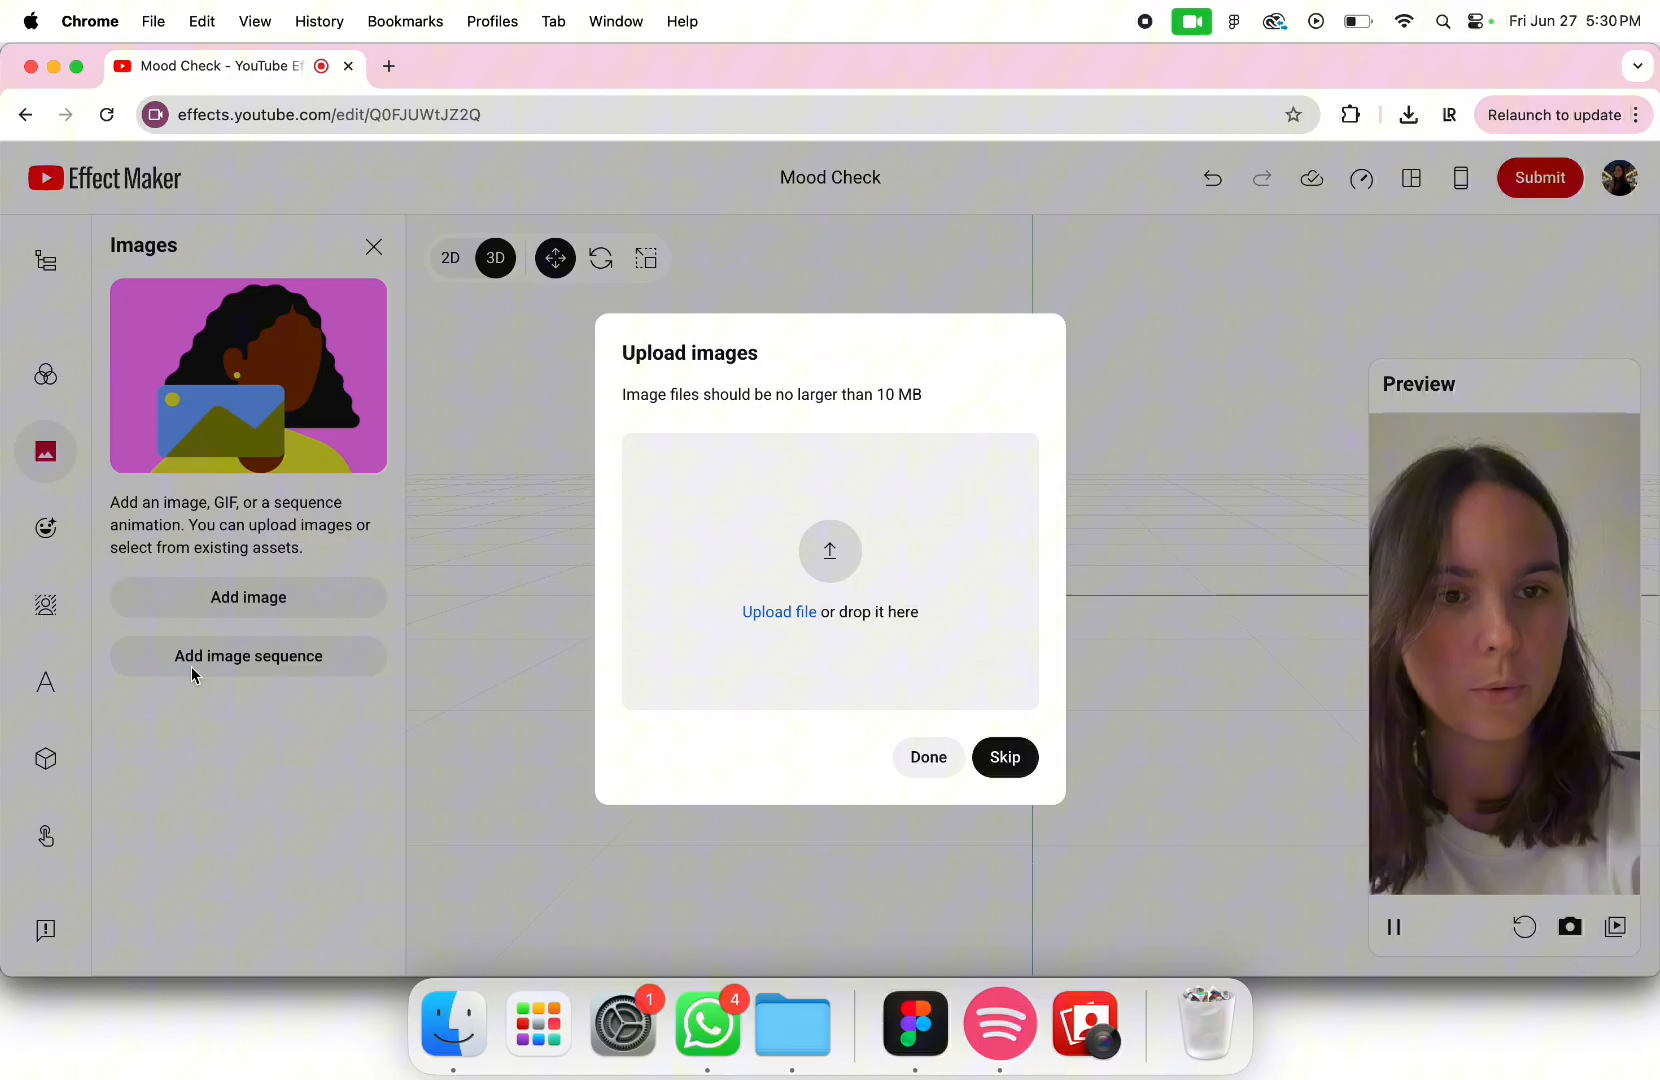 Chrome File Edit View History Bookmarks Profiles Tab Window Help Fri Jun 27 5:30 PM
Mood Check - YouTube Ef
effects.youtube.com/edit/Q0FJUWtJZ2Q Relaunch to update
Effect Maker Mood Check Submit
Images
2D 3D
Upload images
Image files should be no larger than 10 MB
Preview
Add an image, GIF, or a sequence
animation. You can upload images or
select from existing assets.
Add image
Upload file or drop it here
Add image sequence
Done Skip
1 4